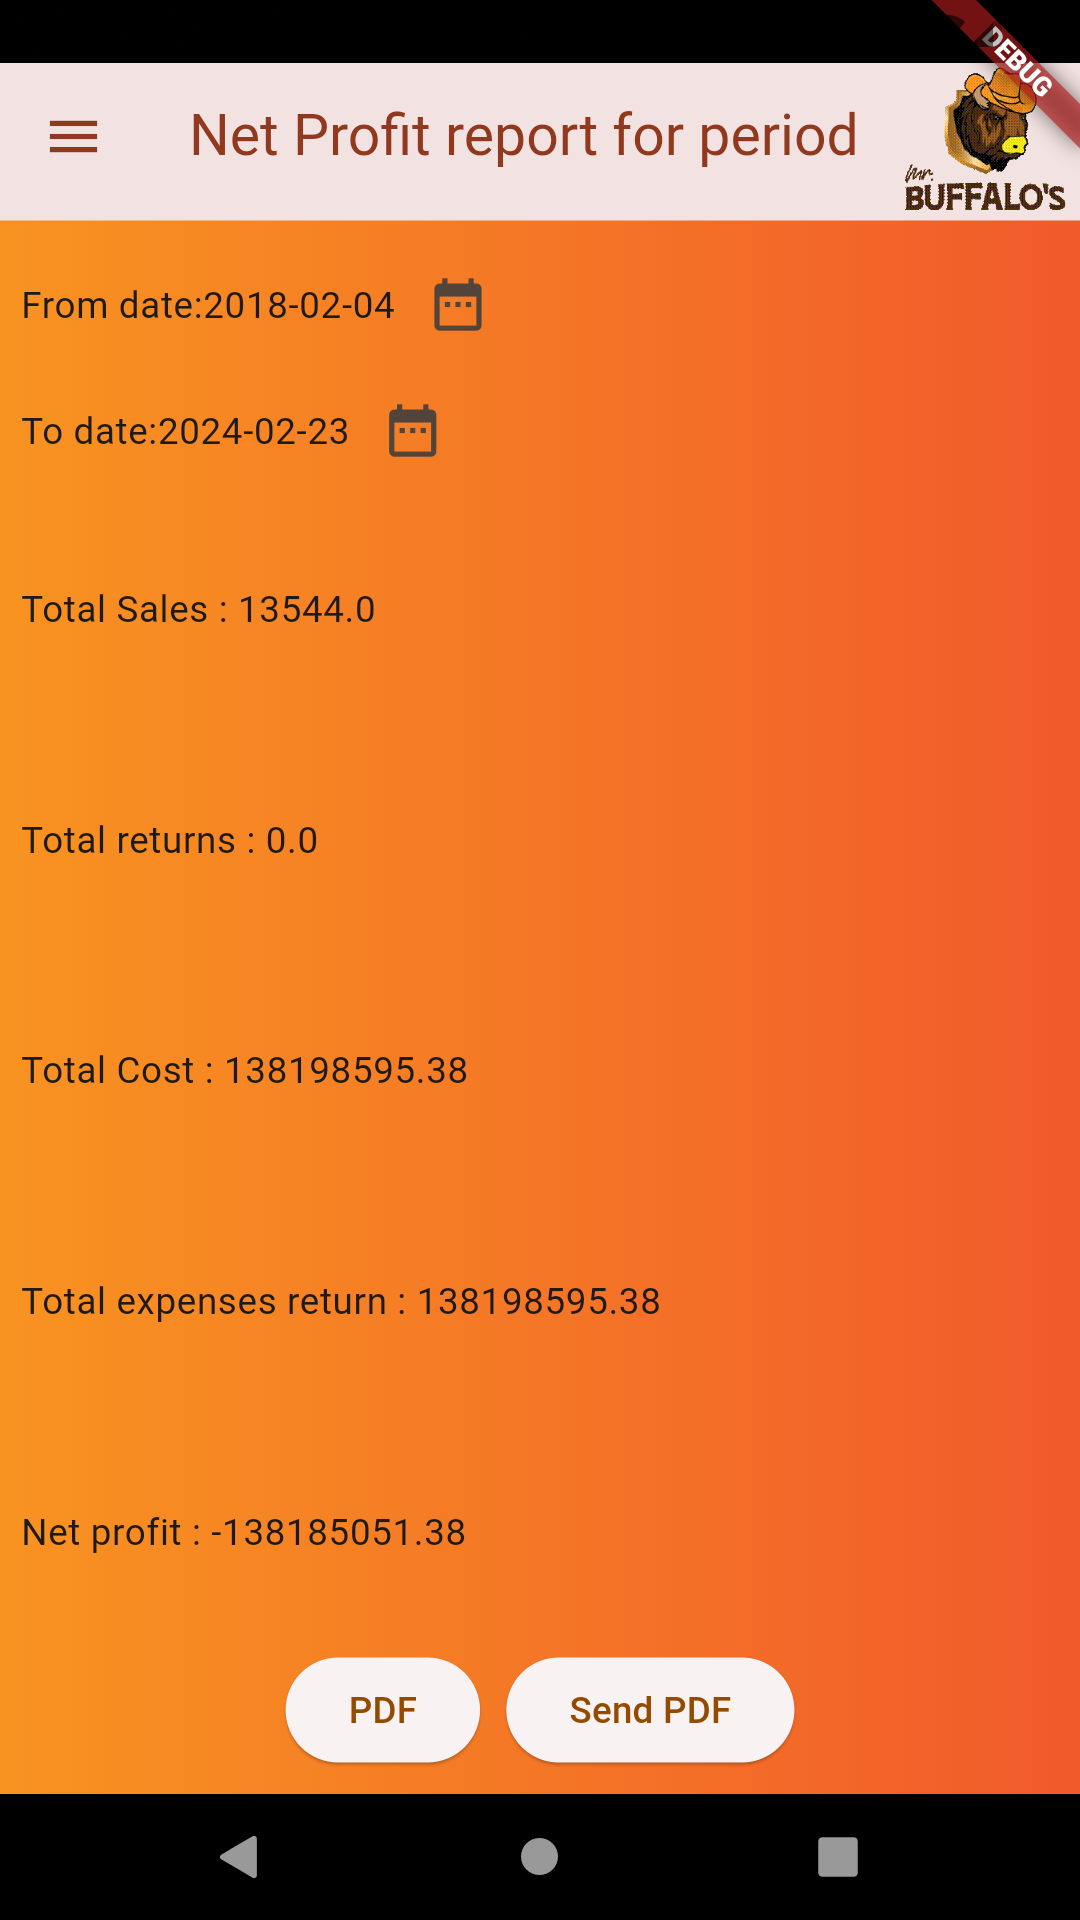 DEBUG
Net Profit report for period
Mr.
BUFFALO'S
From date:2018-02-04
To date:2024-02-23
Total Sales : 13544.0
Total returns : 0.0
Total Cost : 138198595.38
Total expenses return : 138198595.38
Net profit : -138185051.38
PDF
Send PDF